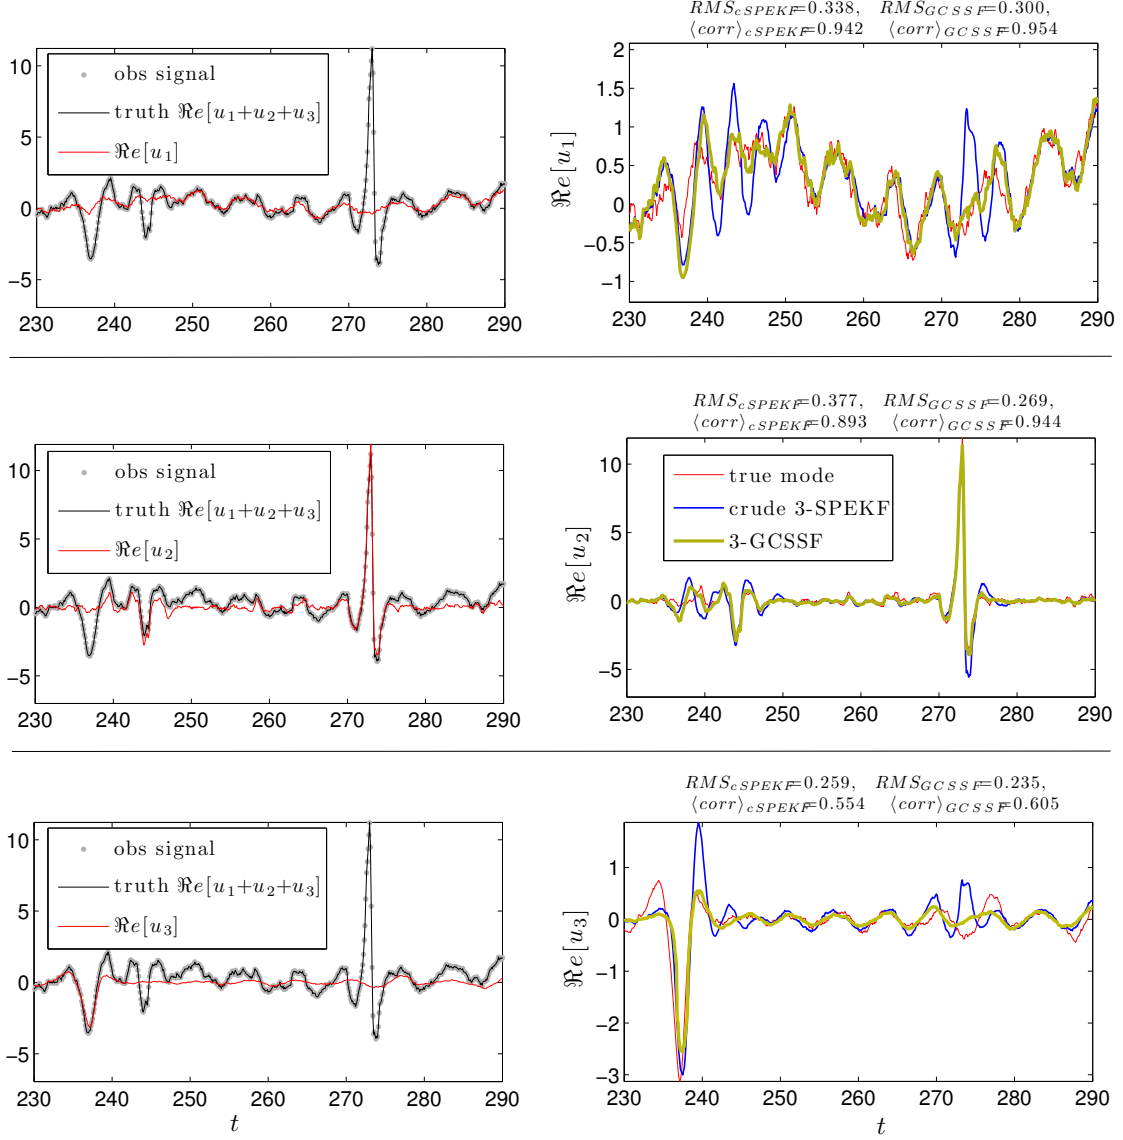 RMS_cSPEKF=0.338, RMS_GCSSF=0.300,
⟨corr⟩_cSPEKF=0.942 ⟨corr⟩_GCSSF=0.954
obs signal
truth ℜe[u₁+u₂+u₃]
ℜe[u₁]
10
5
0
−5
230 240 250 260 270 280 290
ℜe[u₁]
2
1.5
1
0.5
0
−0.5
−1
230 240 250 260 270 280 290
RMS_cSPEKF=0.377, RMS_GCSSF=0.269,
⟨corr⟩_cSPEKF=0.893 ⟨corr⟩_GCSSF=0.944
obs signal
truth ℜe[u₁+u₂+u₃]
ℜe[u₂]
10
5
0
−5
230 240 250 260 270 280 290
true mode
crude 3-SPEKF
3-GCSSF
ℜe[u₂]
10
5
0
−5
230 240 250 260 270 280 290
RMS_cSPEKF=0.259, RMS_GCSSF=0.235,
⟨corr⟩_cSPEKF=0.554 ⟨corr⟩_GCSSF=0.605
obs signal
truth ℜe[u₁+u₂+u₃]
ℜe[u₃]
10
5
0
−5
230 240 250 260 270 280 290
t
ℜe[u₃]
1
0
−1
−2
−3
230 240 250 260 270 280 290
t